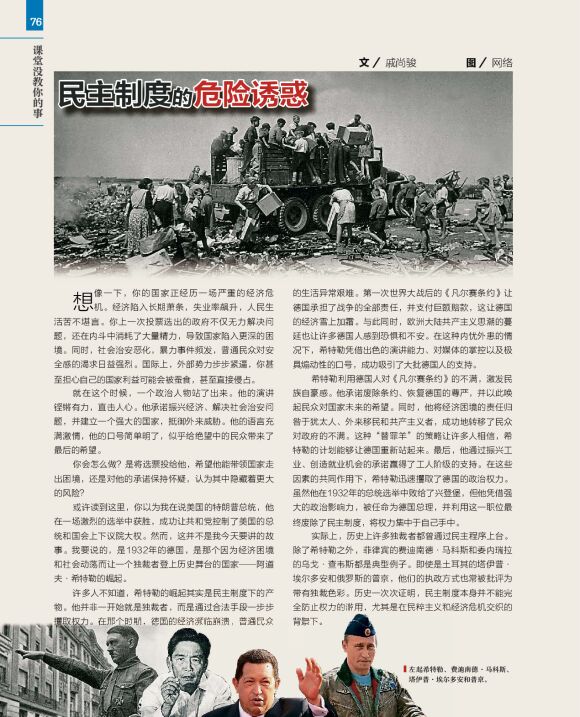 76
课堂没教你的事
文／戚尚骏 图／网络
民主制度的危险诱惑
想像一下，你的国家正经历一场严重的经济危
机。经济陷入长期萧条，失业率飙升，人民生
活苦不堪言。你上一次投票选出的政府不仅无力解决问
题，还在内斗中消耗了大量精力，导致国家陷入更深的困
境。同时，社会治安恶化，暴力事件频发，普通民众对安
全感的渴求日益强烈。国际上，外部势力步步紧逼，你甚
至担心自己的国家利益可能会被蚕食，甚至直接侵占。
就在这个时候，一个政治人物站了出来。他的演讲
铿锵有力，直击人心。他承诺振兴经济、解决社会治安问
题，并建立一个强大的国家，抵御外来威胁。他的语言充
满激情，他的口号简单明了，似乎给绝望中的民众带来了
最后的希望。
你会怎么做？是将选票投给他，希望他能带领国家走
出困境，还是对他的承诺保持怀疑，认为其中隐藏着更大
的风险？
或许读到这里，你以为我在说美国的特朗普总统，他
在一场激烈的选举中获胜，成功让共和党控制了美国的总
统和国会上下议院大权。然而，这并不是我今天要讲的故
事。我要说的，是1932年的德国，是那个因为经济困境
和社会动荡而让一个独裁者登上历史舞台的国家——阿道
夫·希特勒的崛起。
许多人不知道，希特勒的崛起其实是民主制度下的产
物。他并非一开始就是独裁者，而是通过合法手段一步步
攫取权力。在那个时期，德国的经济濒临崩溃，普通民众
的生活异常艰难。第一次世界大战后的《凡尔赛条约》让
德国承担了战争的全部责任，并支付巨额赔款，这让德国
的经济雪上加霜。与此同时，欧洲大陆共产主义思潮的蔓
延也让许多德国人感到恐惧和不安。在这种内忧外患的情
况下，希特勒凭借出色的演讲能力、对媒体的掌控以及极
具煽动性的口号，成功吸引了大批德国人的支持。
希特勒利用德国人对《凡尔赛条约》的不满，激发民
族自豪感。他承诺废除条约、恢复德国的尊严，并以此唤
起民众对国家未来的希望。同时，他将经济困境的责任归
咎于犹太人、外来移民和共产主义者，成功地转移了民众
对政府的不满。这种“替罪羊”的策略让许多人相信，希
特勒的计划能够让德国重新站起来。最后，他通过振兴工
业、创造就业机会的承诺赢得了工人阶级的支持。在这些
因素的共同作用下，希特勒迅速攫取了德国的政治权力。
虽然他在1932年的总统选举中败给了兴登堡，但他凭借强
大的政治影响力，被任命为德国总理，并利用这一职位最
终废除了民主制度，将权力集中于自己手中。
实际上，历史上许多独裁者都曾通过民主程序上台。
除了希特勒之外，菲律宾的费迪南德·马科斯和委内瑞拉
的乌戈·查韦斯都是典型例子。即使是土耳其的塔伊普·
埃尔多安和俄罗斯的普京，他们的执政方式也常被批评为
带有独裁色彩。历史一次次证明，民主制度本身并不能完
全防止权力的滥用，尤其是在民粹主义和经济危机交织的
背景下。
左起希特勒、费迪南德·马科斯、
塔伊普·埃尔多安和普京。